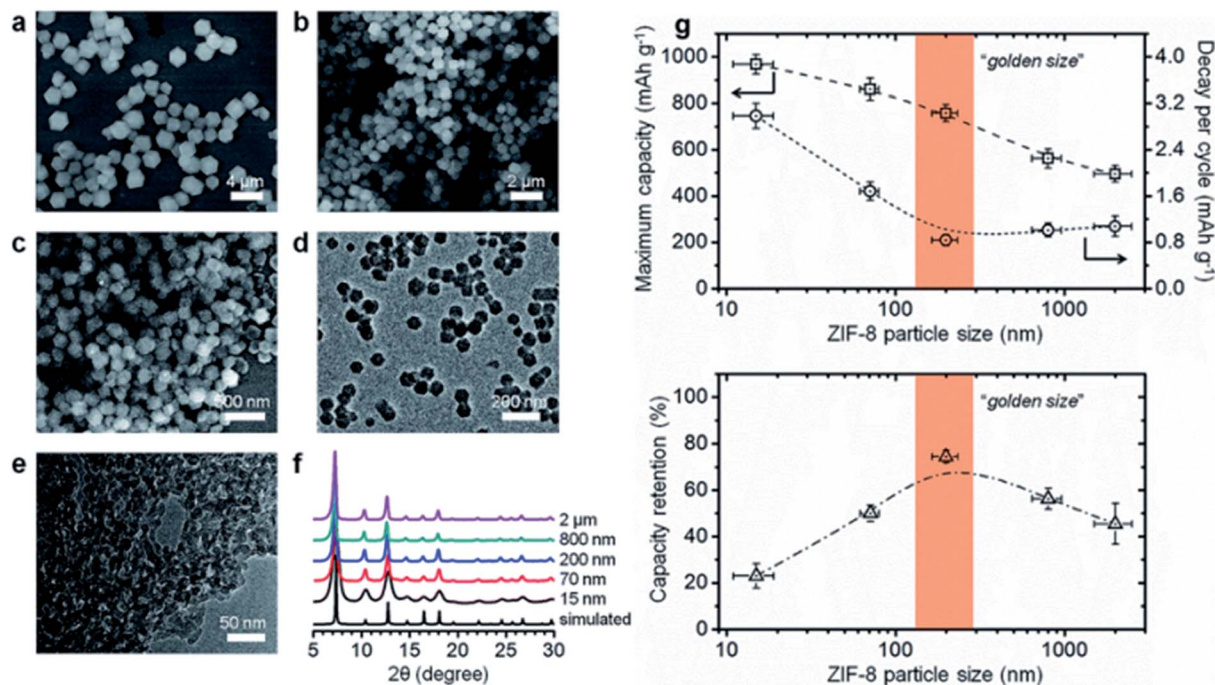 a
4 µm
b
2 µm
c
500 nm
d
200 nm
e
50 nm
f
2 µm
800 nm
200 nm
70 nm
15 nm
simulated
5 10 15 20 25 30
2θ (degree)
g
Maximum capacity (mAh g⁻¹)
1000
800
600
400
200
0
"golden size"
4.0
3.2
2.4
1.6
0.8
0.0
Decay per cycle (mAh g⁻¹)
10 100 1000
ZIF-8 particle size (nm)
Capacity retention (%)
100
80
60
40
20
0
"golden size"
10 100 1000
ZIF-8 particle size (nm)